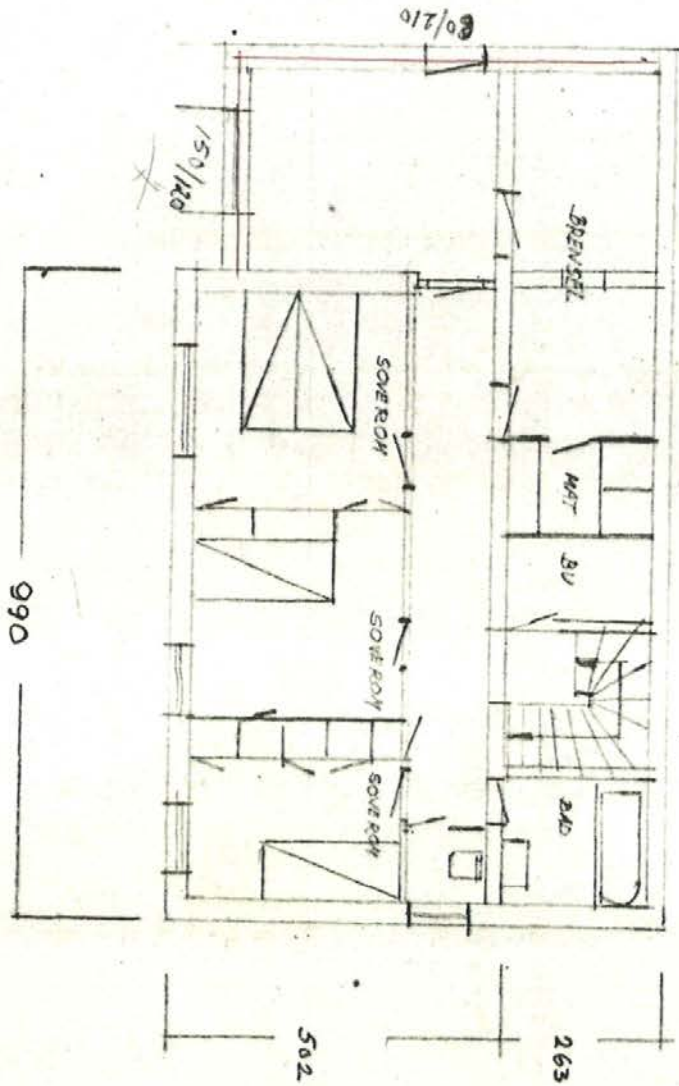 80/210
150/120
BRENSEL
SOVEROM
MAT
BU
990
SOVEROM
SOVEROM
BAD
502
263